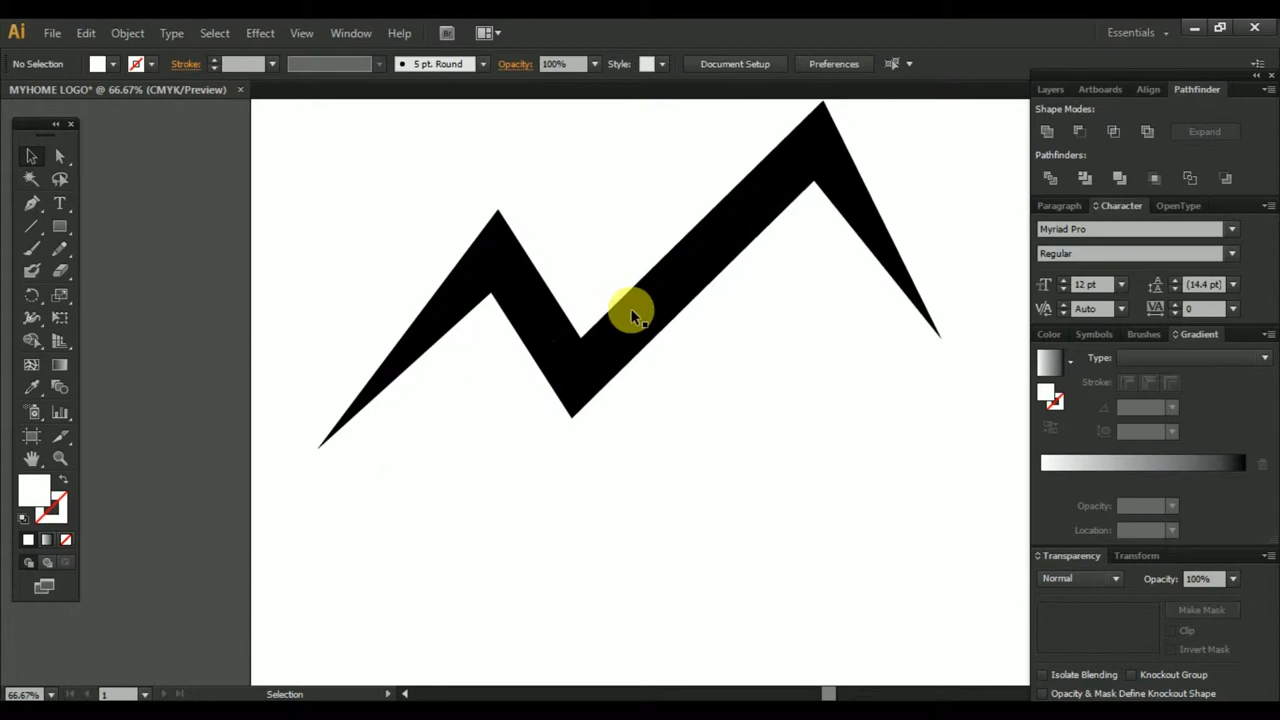 Ai File Edit Object Type Select Effect View Window Help Br Essentials
No Selection Stroke: 5 pt. Round Opacity: 100% Style: Document Setup Preferences
MYHOME LOGO* @ 66.67% (CMYK/Preview)
Layers Artboards Align Pathfinder
Shape Modes:
Expand
Pathfinders:
Paragraph Character OpenType
Myriad Pro
Regular
12 pt (14.4 pt)
Auto 0
Color Symbols Brushes Gradient
Type:
Stroke:
Opacity:
Location:
Transparency Transform
Normal Opacity: 100%
Make Mask
Clip
Invert Mask
Isolate Blending Knockout Group
Opacity & Mask Define Knockout Shape
66.67% 1 Selection